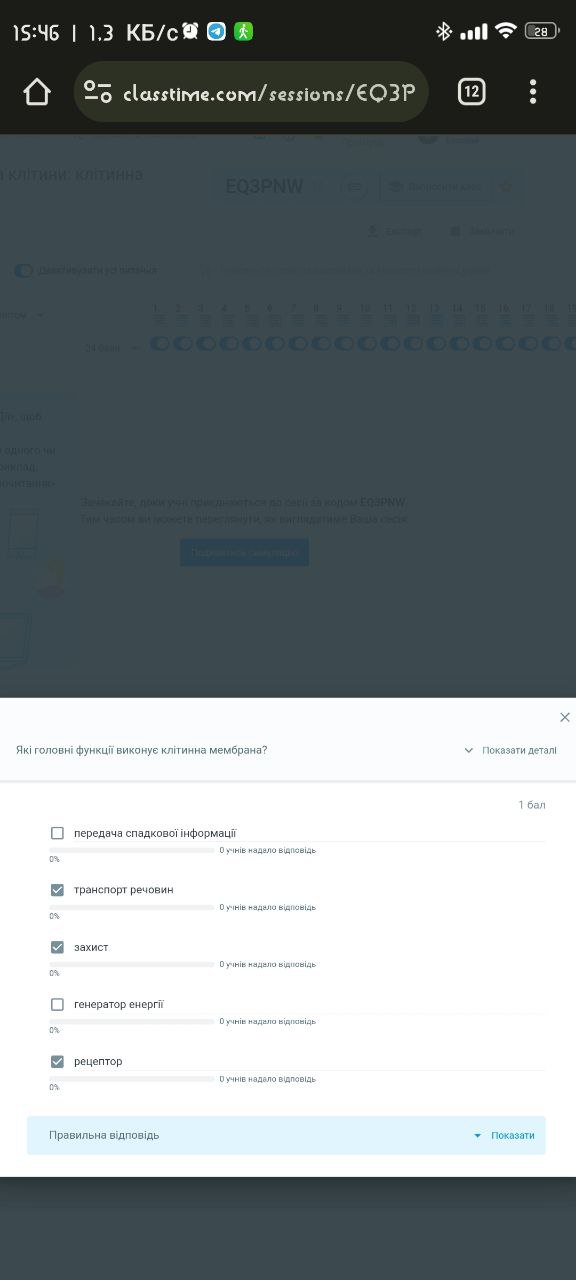 15:46 | 1.3 КБ/с
28
classtime.com/sessions/EQ3P
12
а клітини: клітинна
EQ3PNW
Запросити клас
Експорт
Закінчити
Деактивувати усі питання
1 2 3 4 5 6 7 8 9 10 11 12 13 14 15 16 17 18
24 бали
Зачекайте, доки учні приєднаються до сесії за кодом EQ3PNW
Тим часом ви можете переглянути, як виглядатиме Ваша сесія
Подивитись симуляцію
Які головні функції виконує клітинна мембрана?
Показати деталі
1 бал
передача спадкової інформації
0 учнів надало відповідь
0%
транспорт речовин
0 учнів надало відповідь
0%
захист
0 учнів надало відповідь
0%
генератор енергії
0 учнів надало відповідь
0%
рецептор
0 учнів надало відповідь
0%
Правильна відповідь
Показати